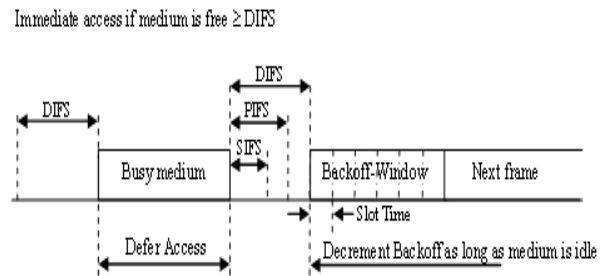 Immediate access if medium is free ≥ DIFS
DIFS
DIFS
PIFS
SIFS
Busy medium
Backoff-Window
Next frame
Slot Time
Defer Access
Decrement Backoff as long as medium is idle